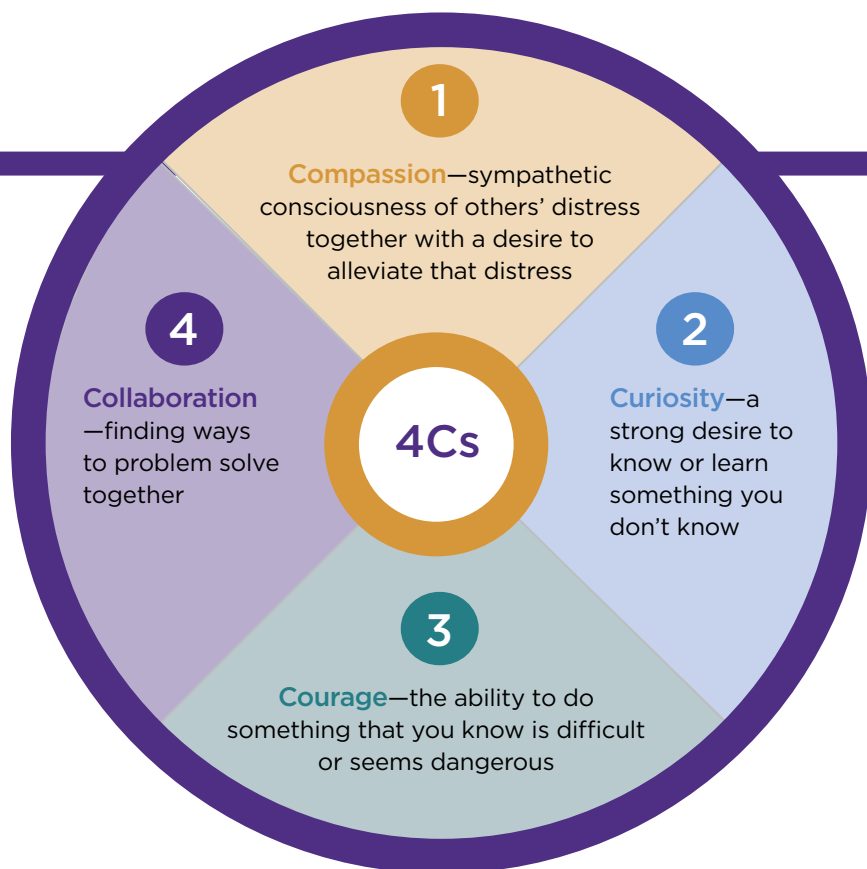 1
Compassion—sympathetic
consciousness of others’ distress
together with a desire to
alleviate that distress
2
Curiosity—a
strong desire to
know or learn
something you
don’t know
3
Courage—the ability to do
something that you know is difficult
or seems dangerous
4
Collaboration
—finding ways
to problem solve
together
4Cs